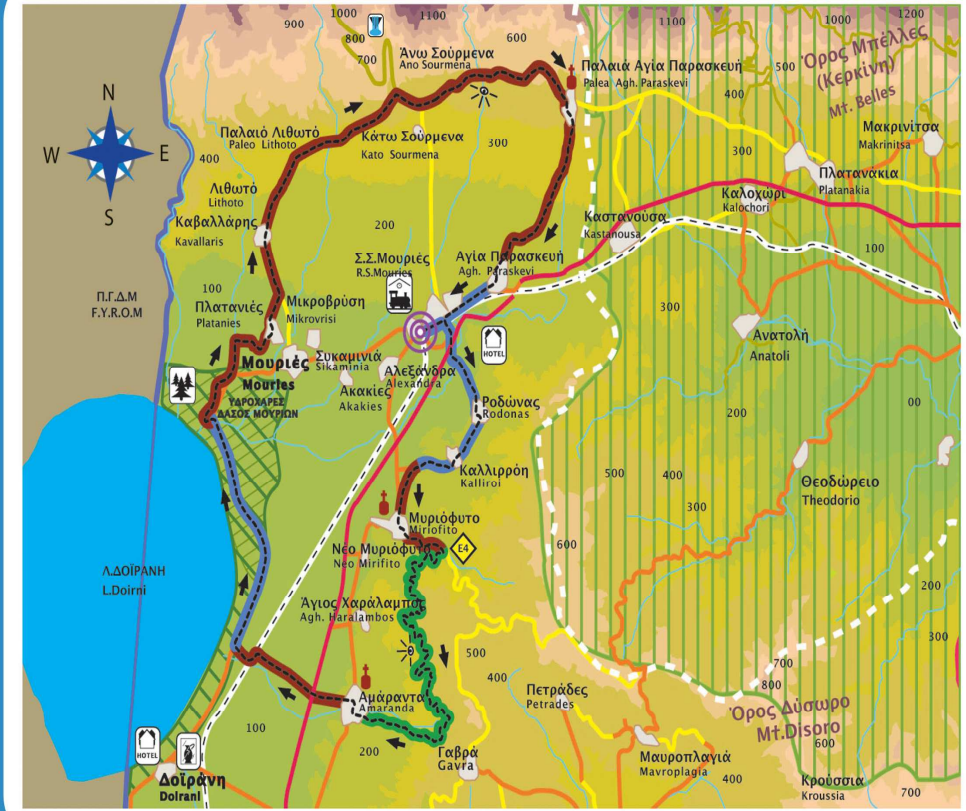 900
1000
1100
800
700
600
1100
1000
1200
Άνω Σούρμενα
Ano Sourmena
Παλαιά Αγία Παρασκευή
Palea Agh. Paraskevi
500
400
Όρος Μπέλλες
(Κερκίνη)
Mt. Belles
Μακρινίτσα
Makrinitsa
300
N
W
E
S
Παλαιό Λιθωτό
Paleo Lithoto
400
Κάτω Σούρμενα
Kato Sourmena
300
Πλατανάκια
Platanakia
Λιθωτό
Lithoto
Καλοχώρι
Kalochori
Καβαλλάρης
Kavallaris
200
Καστανούσα
Kastanousa
100
Σ.Σ.Μουριές
R.S.Mouries
Αγία Παρασκευή
Agh. Paraskevi
Π.Γ.Δ.Μ
F.Y.R.O.M
100
Πλατανιές
Platanies
Μικροβρύση
Mikrovrisi
300
HOTEL
Ανατολή
Anatoli
Μουριές
Mouries
ΥΔΡΟΧΑΡΕΣ
ΔΑΣΟΣ ΜΟΥΡΙΩΝ
Συκαμινιά
Sikaminia
Ακακίες
Akakies
Αλεξάνδρα
Alexandra
Ροδώνας
Rodonas
200
00
Καλλιρρόη
Kalliroi
500
400
300
Θεοδώρειο
Theodorio
Μυριόφυτο
Miriofito
Νέο Μυριόφυτο
Neo Mirifito
E4
600
200
Λ.ΔΟΪΡΑΝΗ
L.Doirni
Άγιος Χαράλαμπος
Agh. Haralambos
300
500
400
700
800
Αμάραντα
Amaranda
Πετράδες
Petrades
Όρος Δύσωρο
Mt.Disoro
100
200
600
HOTEL
Γαβρά
Gavra
Μαυροπλαγιά
Mavroplagia
400
Δοϊράνη
Doirani
Κρούσσια
Kroussia
700